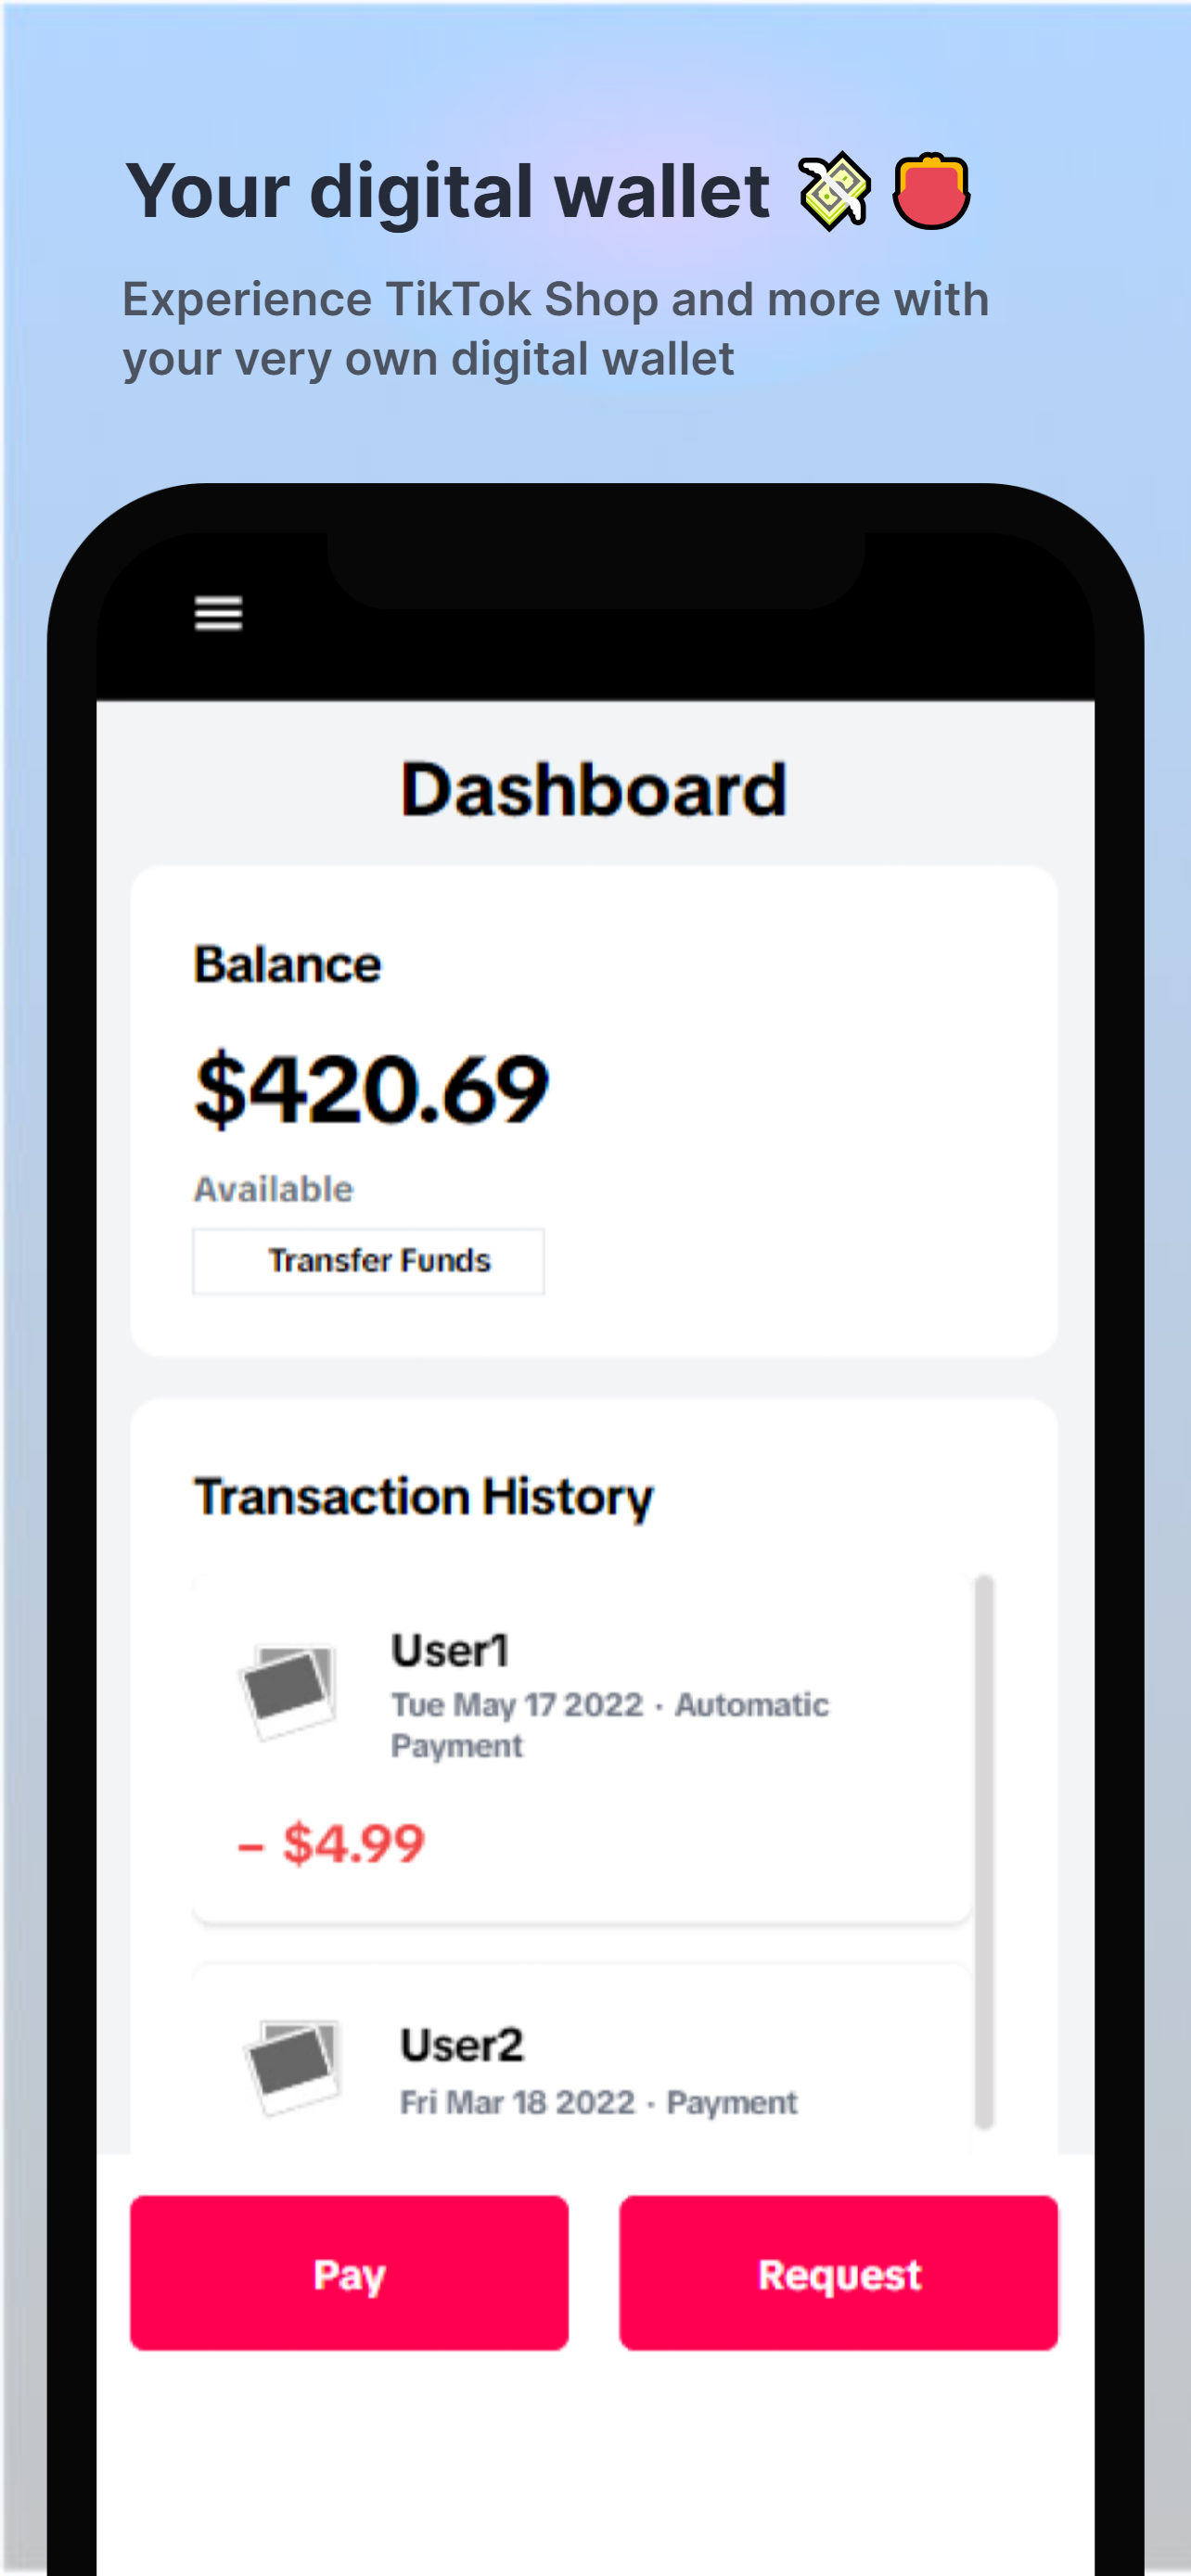 Your digital wallet 💸 👛
Experience TikTok Shop and more with
your very own digital wallet
Dashboard
Balance
$420.69
Available
Transfer Funds
Transaction History
User1
Tue May 17 2022 · Automatic
Payment
− $4.99
User2
Fri Mar 18 2022 · Payment
Pay
Request